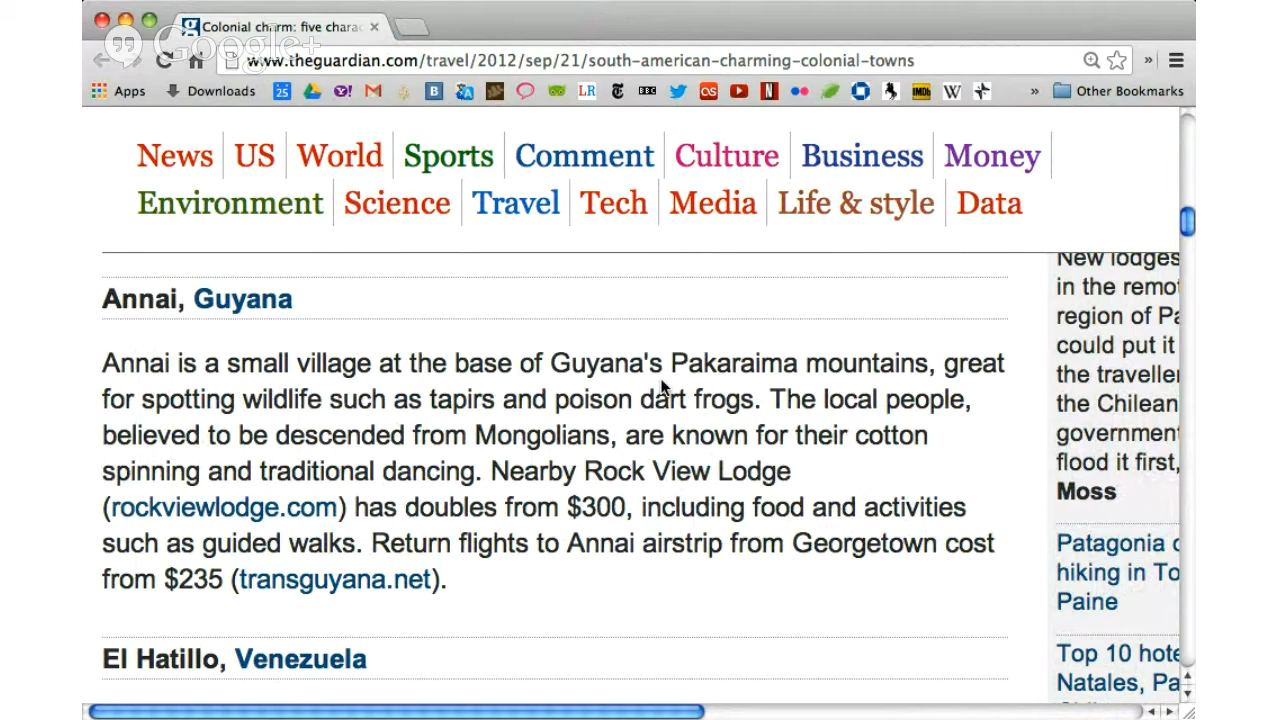 Colonial charm: five charac
Google+
www.theguardian.com/travel/2012/sep/21/south-american-charming-colonial-towns
Apps Downloads 25 B LR T BBC N IMDb W » Other Bookmarks
News US World Sports Comment Culture Business Money
Environment Science Travel Tech Media Life & style Data
Annai, Guyana
Annai is a small village at the base of Guyana's Pakaraima mountains, great
for spotting wildlife such as tapirs and poison dart frogs. The local people,
believed to be descended from Mongolians, are known for their cotton
spinning and traditional dancing. Nearby Rock View Lodge
(rockviewlodge.com) has doubles from $300, including food and activities
such as guided walks. Return flights to Annai airstrip from Georgetown cost
from $235 (transguyana.net).
El Hatillo, Venezuela
New lodges
in the remot
region of Pa
could put it
the traveller
the Chilean
government
flood it first,
Moss
Patagonia
hiking in To
Paine
Top 10 hote
Natales, Pa